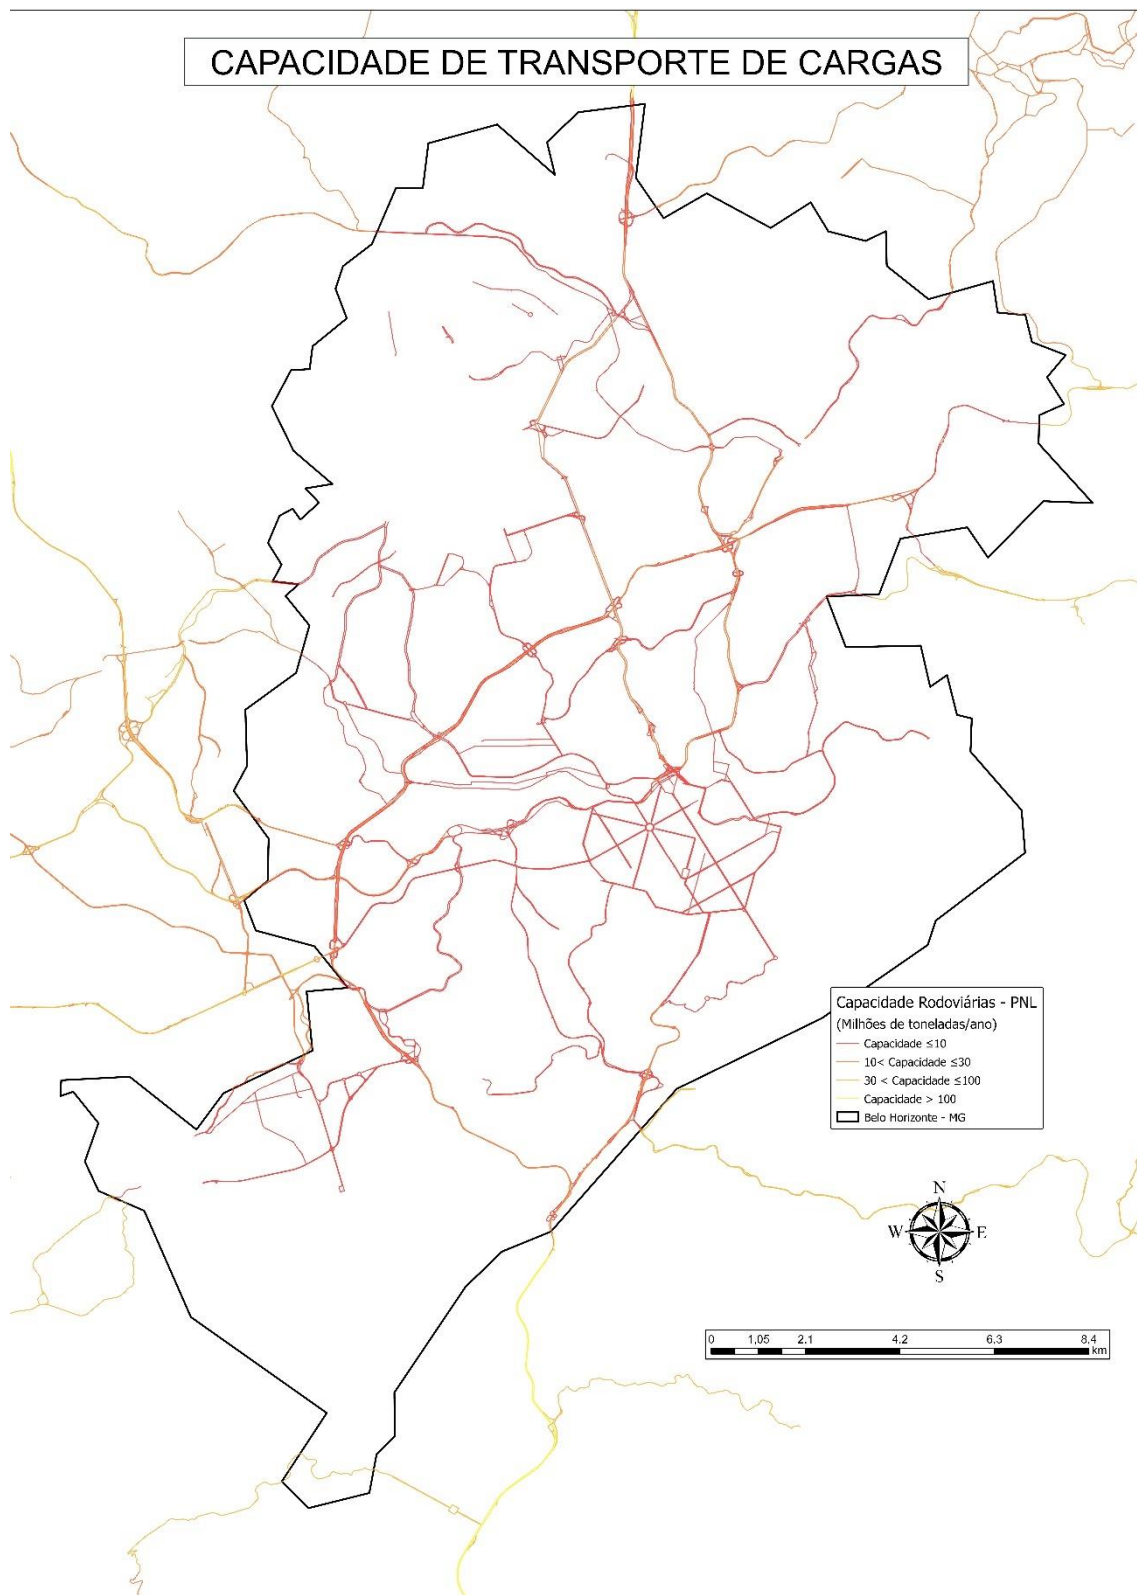 CAPACIDADE DE TRANSPORTE DE CARGAS
Capacidade Rodoviárias - PNL
(Milhões de toneladas/ano)
Capacidade ≤10
10< Capacidade ≤30
30 < Capacidade ≤100
Capacidade > 100
Belo Horizonte - MG
N
W E
S
0 1,05 2.1 4.2 6.3 8.4
km